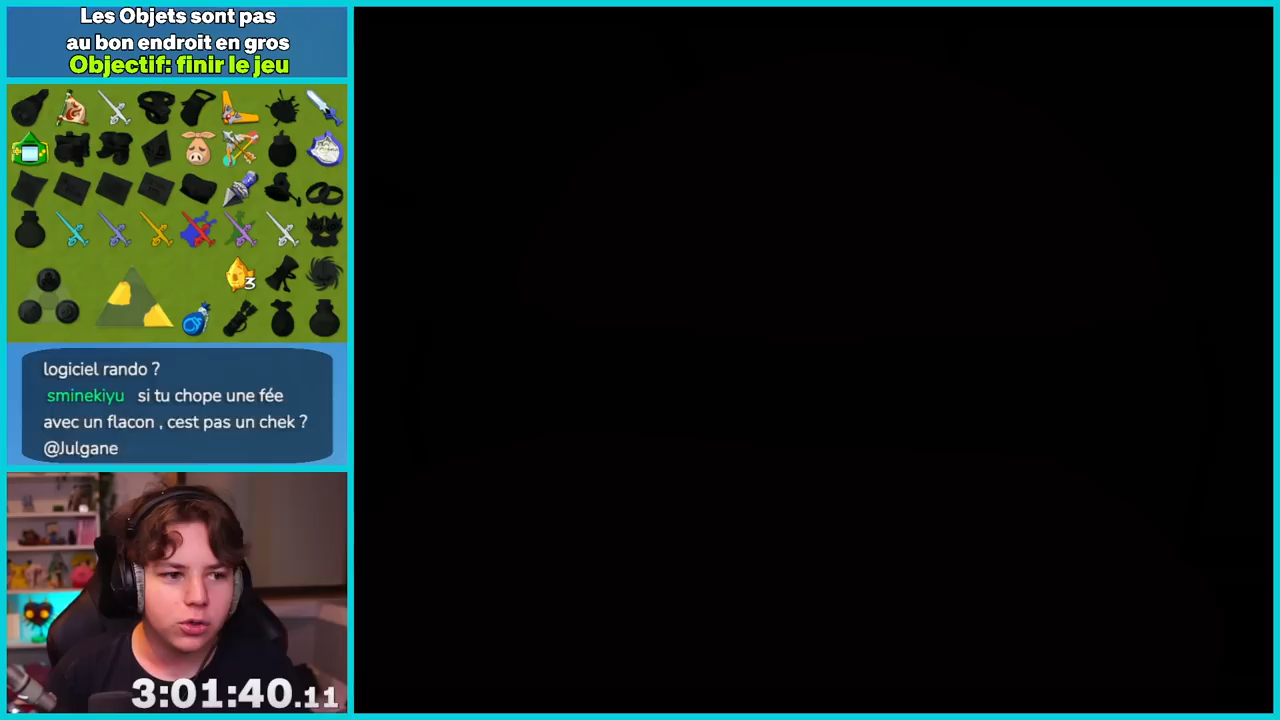 Les Objets sont pas
au bon endroit en gros
Objectif: finir le jeu
3
logiciel rando ?
sminekiyu si tu chope une fée
avec un flacon , cest pas un chek ?
@Julgane
3:01:40.11